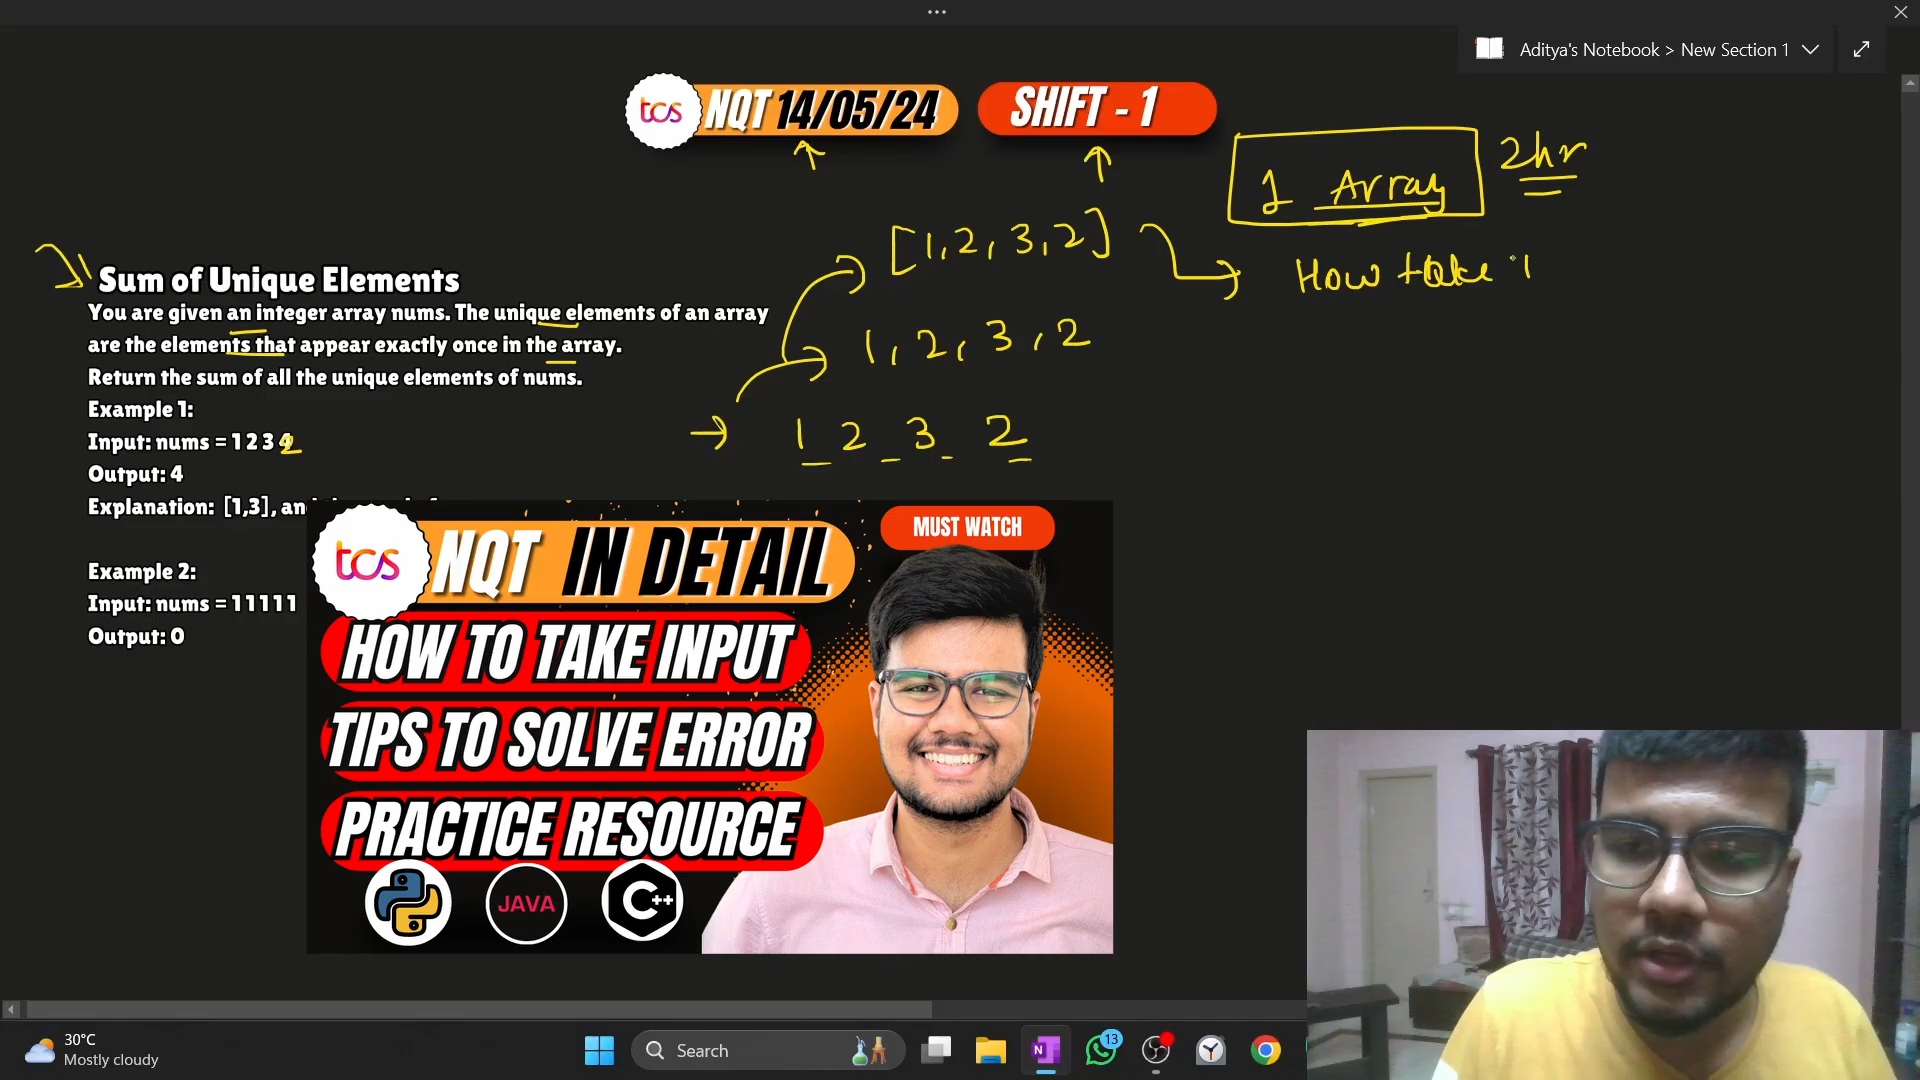 Aditya's Notebook > New Section 1
tcs NQT 14/05/24 SHIFT - 1
1 Array 2hr
[1,2,3,2]
How take
Sum of Unique Elements
You are given an integer array nums. The unique elements of an array
are the elements that appear exactly once in the array.
Return the sum of all the unique elements of nums.
1, 2, 3, 2
Example 1:
Input: nums = 1 2 3 2
1 2 3 2
Output: 4
Explanation: [1,3], an
Example 2:
Input: nums = 1 1 1 1 1
Output: 0
MUST WATCH
tcs NQT IN DETAIL
HOW TO TAKE INPUT
TIPS TO SOLVE ERROR
PRACTICE RESOURCE
JAVA
C++
30°C
Mostly cloudy
Search
N
13